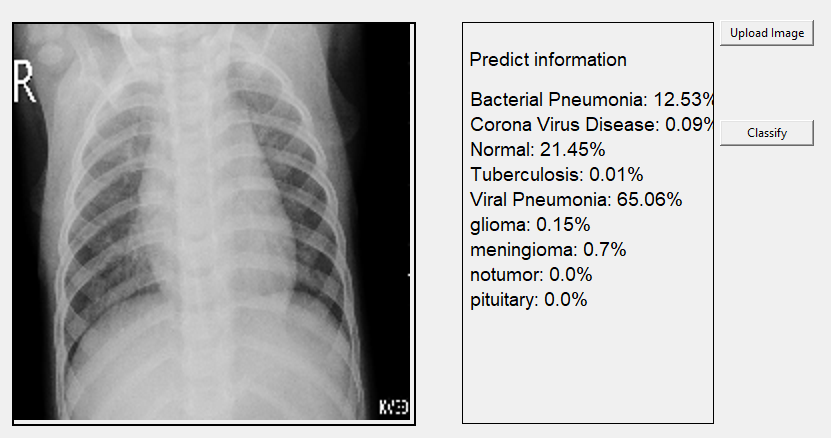 R
Predict information
Bacterial Pneumonia: 12.53%
Corona Virus Disease: 0.09%
Normal: 21.45%
Tuberculosis: 0.01%
Viral Pneumonia: 65.06%
glioma: 0.15%
meningioma: 0.7%
notumor: 0.0%
pituitary: 0.0%
Upload Image
Classify